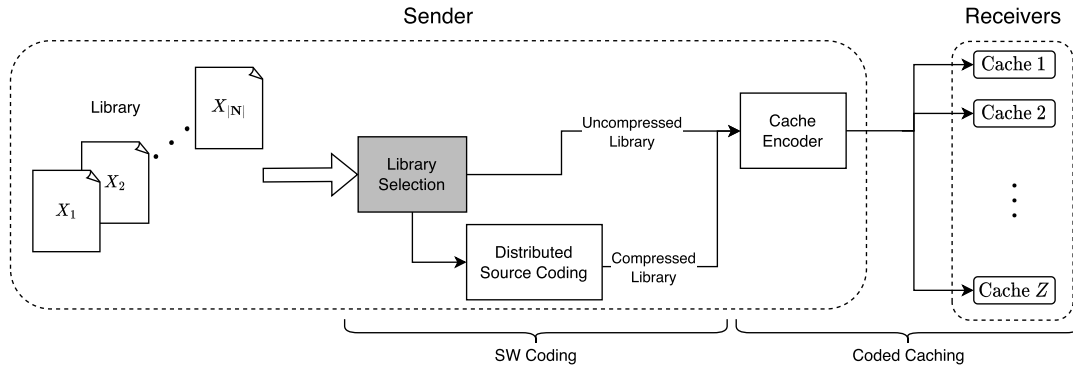 Sender
Receivers
Library
X_{|N|}
X_2
X_1
Library
Selection
Uncompressed
Library
Distributed
Source Coding
Compressed
Library
Cache
Encoder
Cache 1
Cache 2
Cache Z
SW Coding
Coded Caching